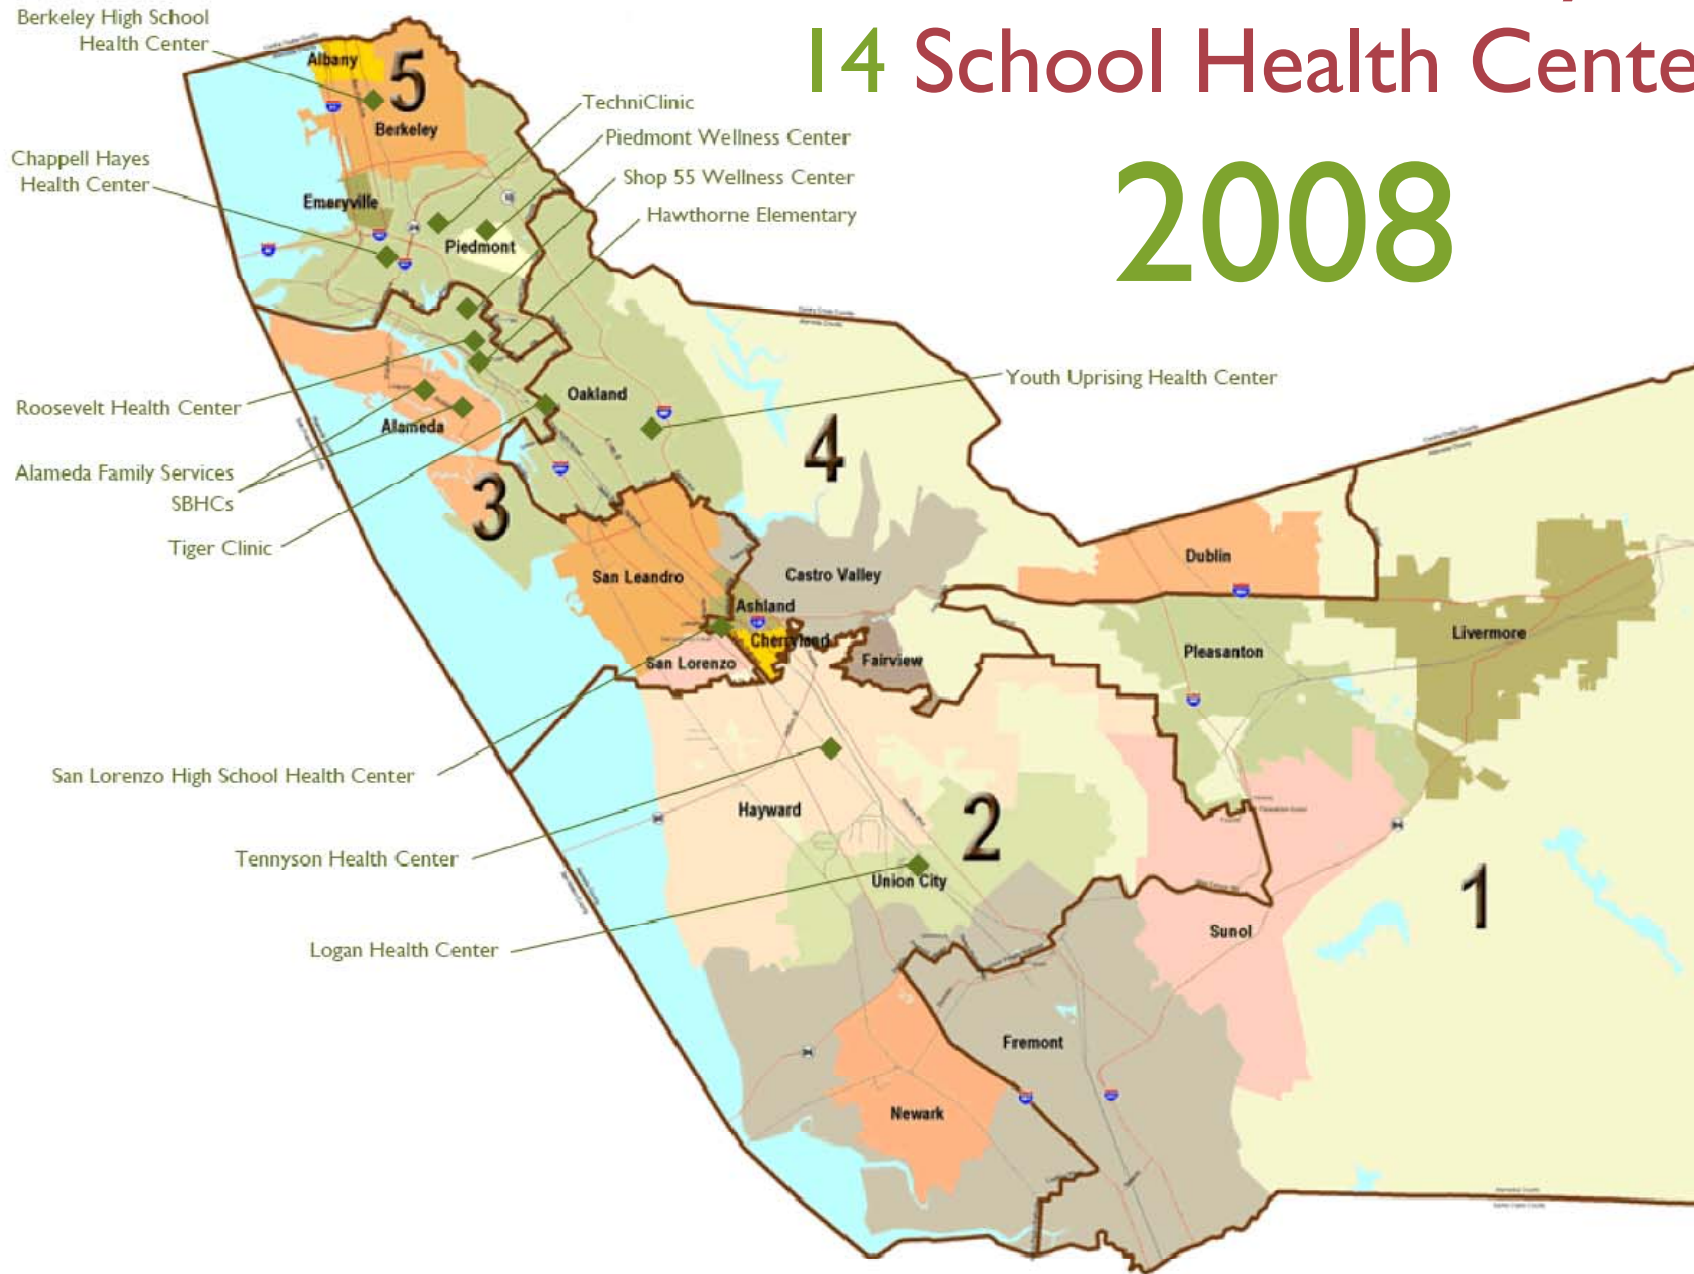 14 School Health Cente
2008
Berkeley High School
Health Center
Chappell Hayes
Health Center
TechniClinic
Piedmont Wellness Center
Shop 55 Wellness Center
Hawthorne Elementary
Youth Uprising Health Center
Roosevelt Health Center
Alameda Family Services
SBHCs
Tiger Clinic
San Lorenzo High School Health Center
Tennyson Health Center
Logan Health Center
Albany
5
Berkeley
Emeryville
Piedmont
Oakland
Alameda
4
3
Dublin
San Leandro
Castro Valley
Ashland
Cherryland
Livermore
San Lorenzo
Fairview
Pleasanton
Hayward
2
Union City
1
Sunol
Fremont
Newark